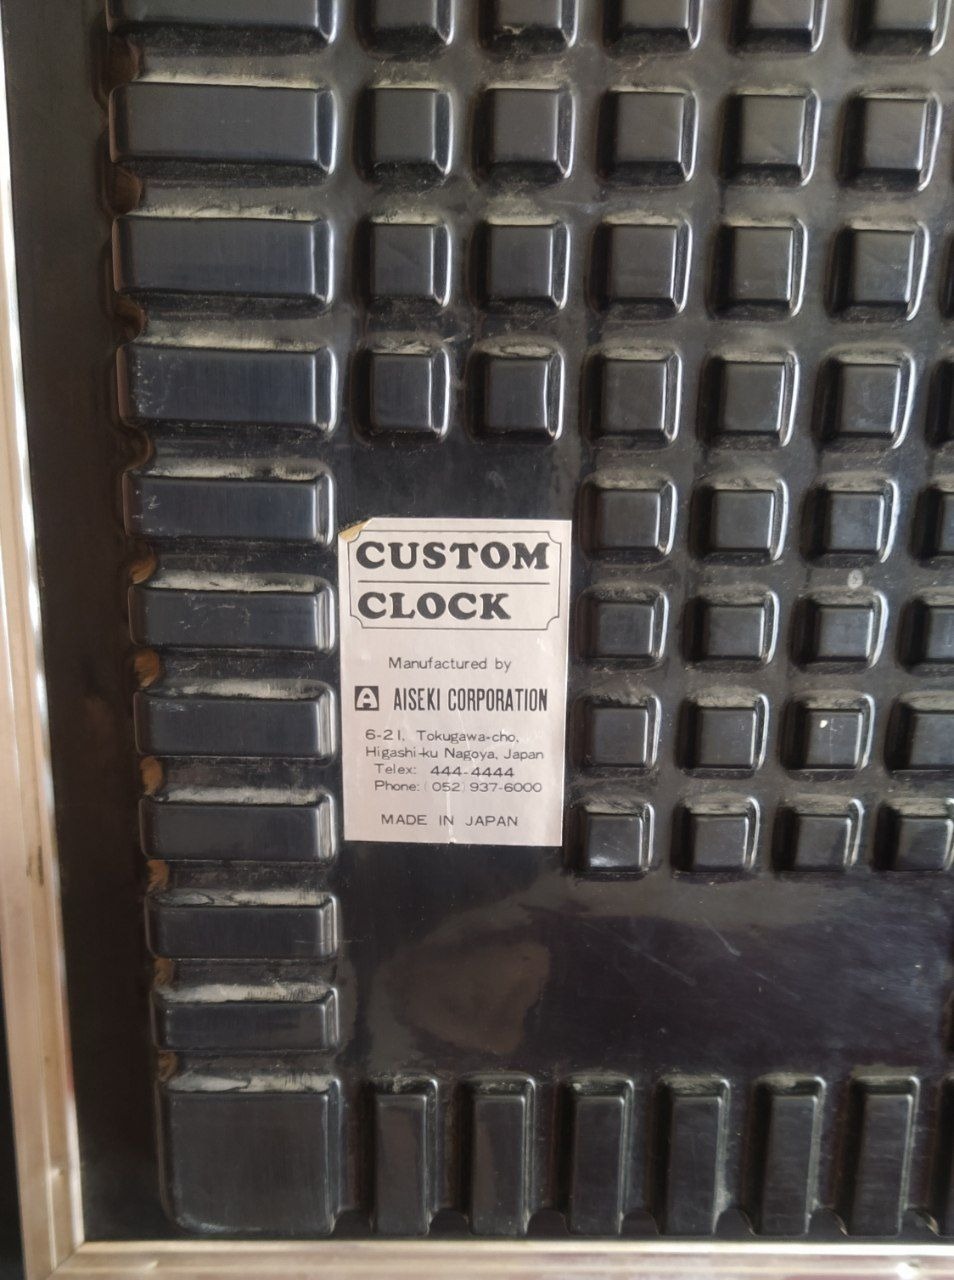 CUSTOM
CLOCK
Manufactured by
A AISEKI CORPORATION
6-21, Tokugawa-cho,
Higashi-ku Nagoya, Japan
Telex: 444-4444
Phone: (052) 937-6000
MADE IN JAPAN